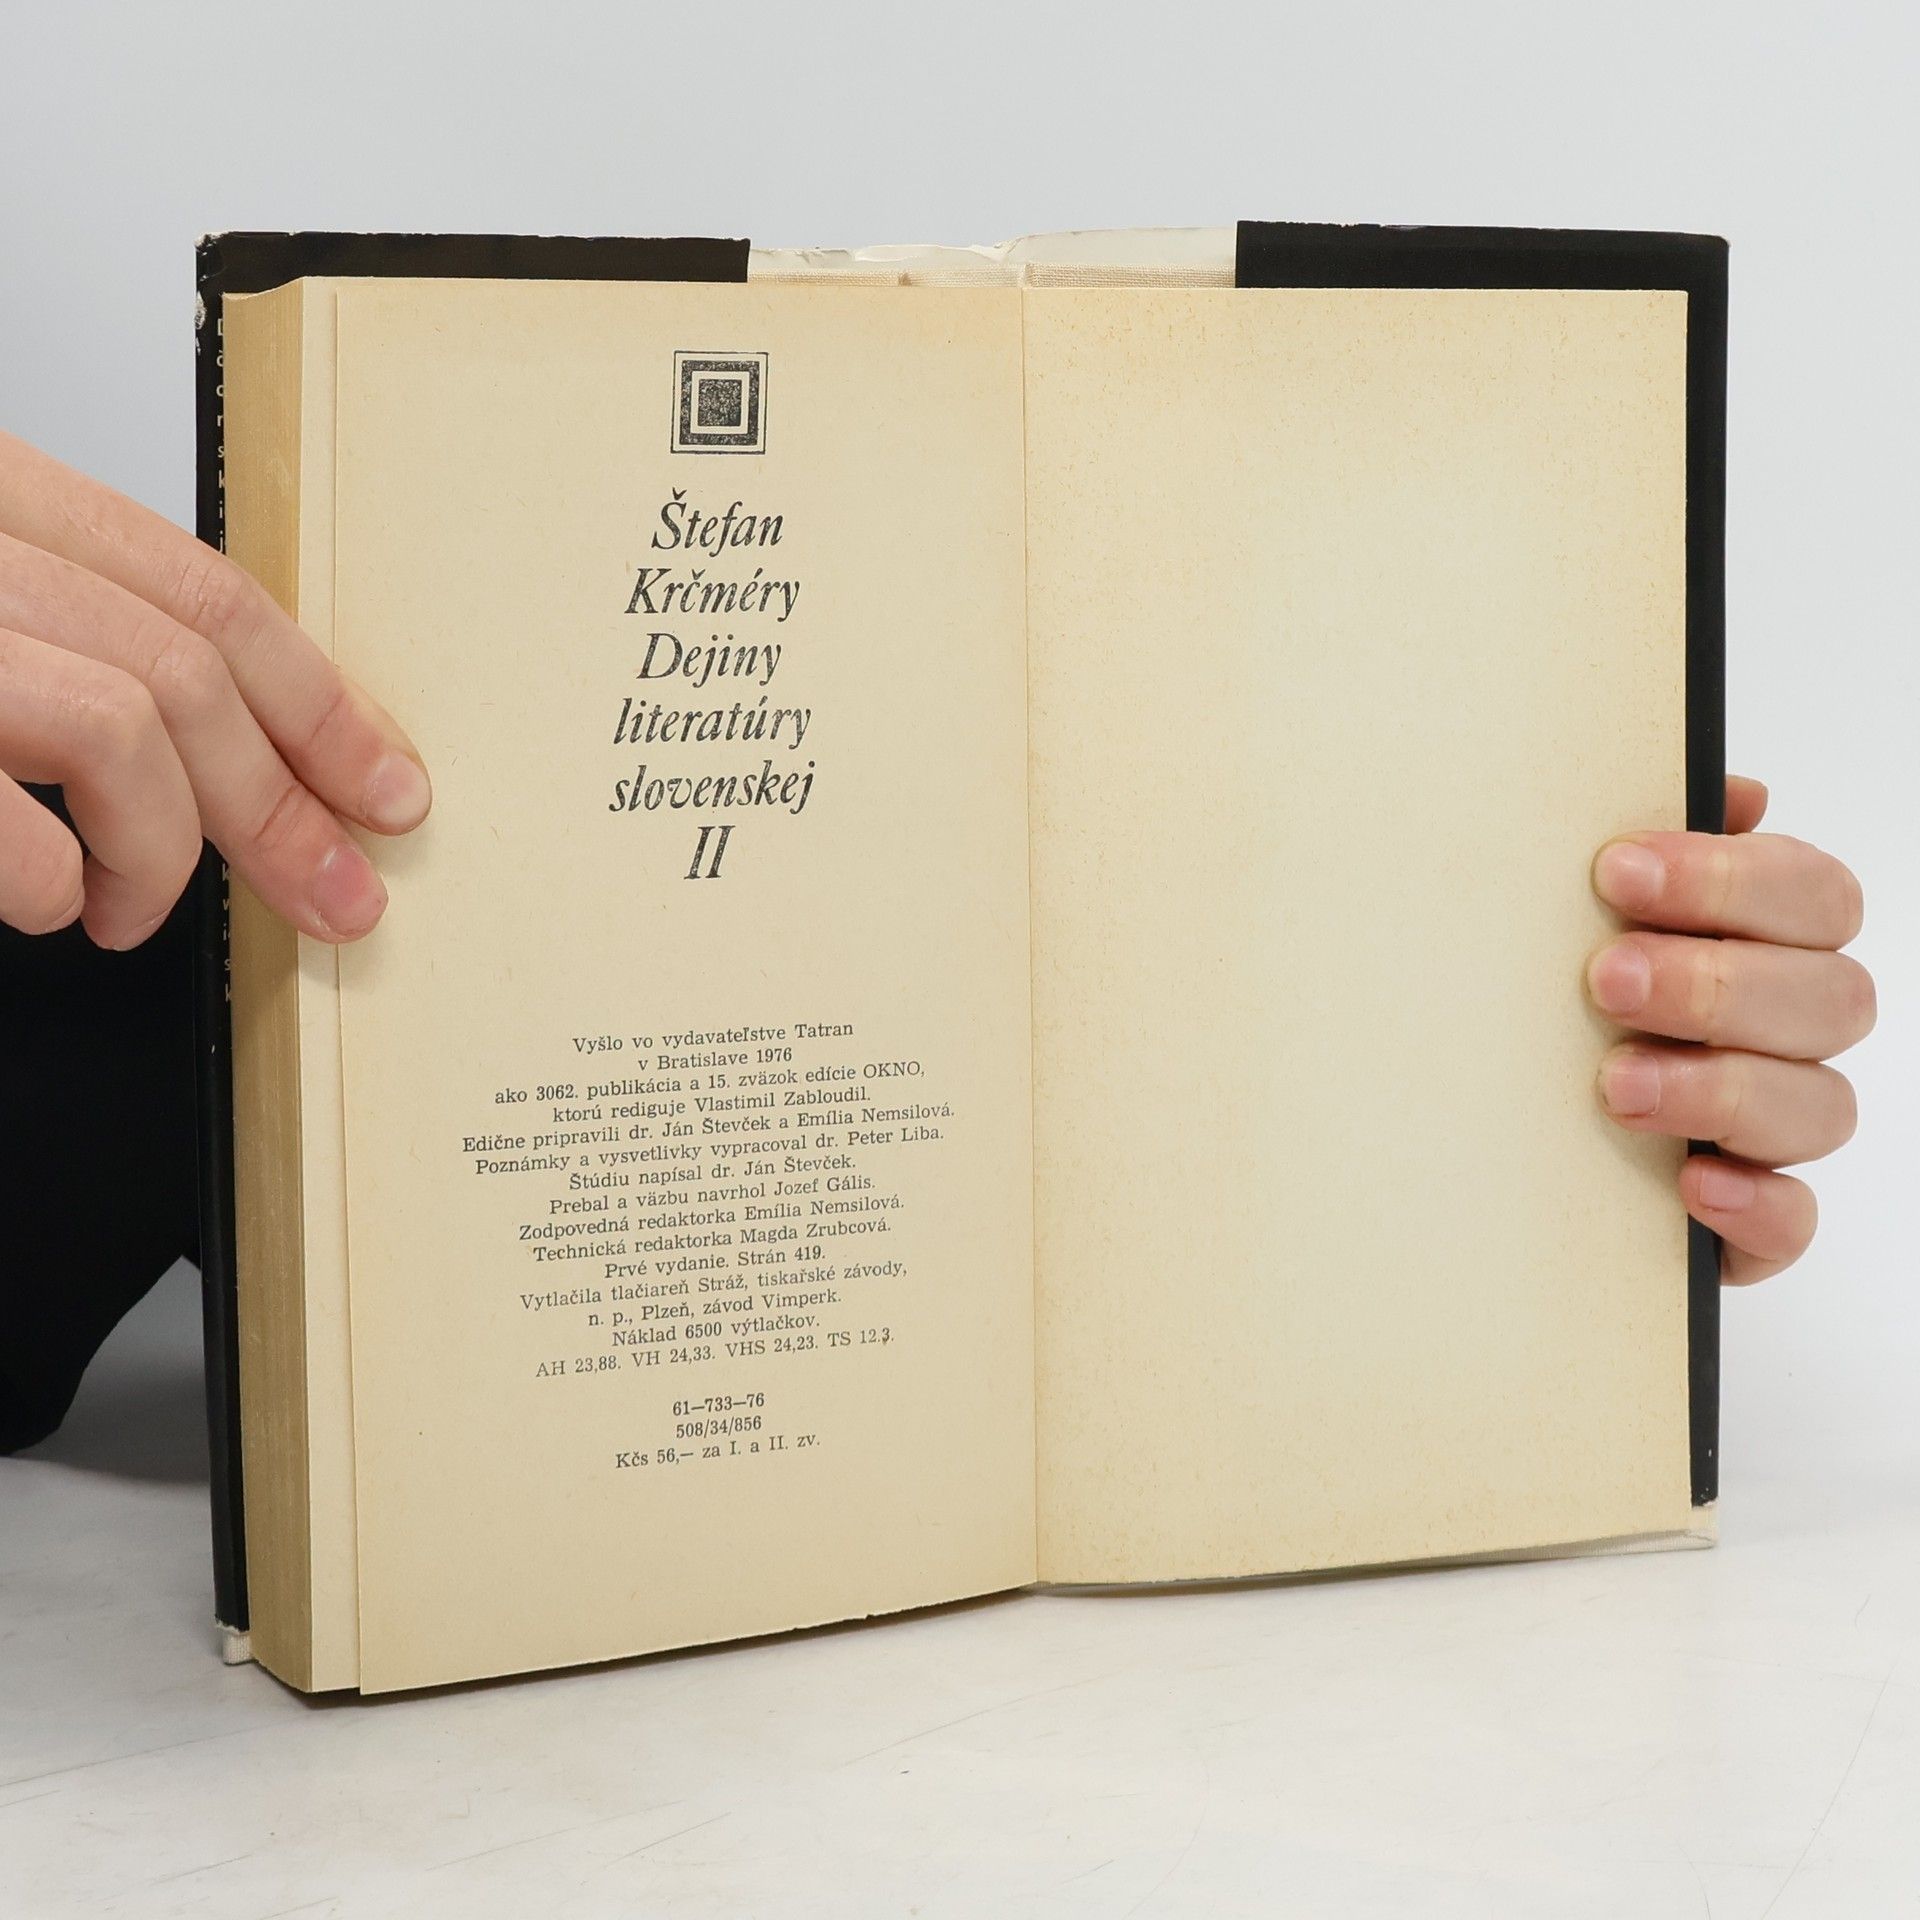 Štefan
Krčméry
Dejiny
literatúry
slovenskej
II
Vyšlo vo vydavateľstve Tatran
v Bratislave 1976
ako 3062. publikácia a 15. zväzok edície OKNO,
ktorú rediguje Vlastimil Zabloudil.
Edične pripravili dr. Ján Števček a Emília Nemsilová.
Poznámky a vysvetlivky vypracoval dr. Peter Liba.
Štúdiu napísal dr. Ján Števček.
Prebal a väzbu navrhol Jozef Gális.
Zodpovedná redaktorka Emília Nemsilová.
Technická redaktorka Magda Zrubcová.
Prvé vydanie. Strán 419.
Vytlačila tlačiareň Stráž, tiskařské závody,
n. p., Plzeň, závod Vimperk.
Náklad 6500 výtlačkov.
AH 23,88. VH 24,33. VHS 24,23. TS 12.3.
61—733—76
508/34/856
Kčs 56,— za I. a II. zv.